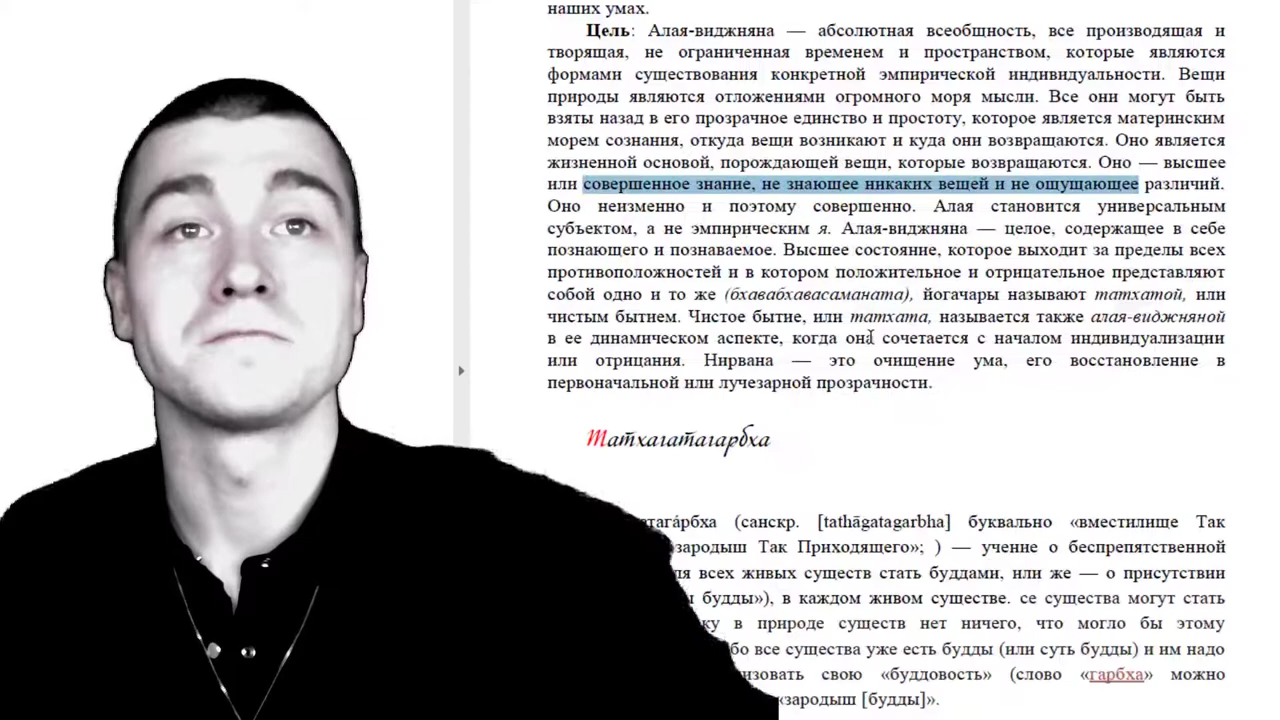 наших умах.
Цель: Алая-виджняна — абсолютная всеобщность, все производящая и
творящая, не ограниченная временем и пространством, которые являются
формами существования конкретной эмпирической индивидуальности. Вещи
природы являются отложениями огромного моря мысли. Все они могут быть
взяты назад в его прозрачное единство и простоту, которое является материнским
морем сознания, откуда вещи возникают и куда они возвращаются. Оно является
жизненной основой, порождающей вещи, которые возвращаются. Оно — высшее
или совершенное знание, не знающее никаких вещей и не ощущающее различий.
Оно неизменно и поэтому совершенно. Алая становится универсальным
субъектом, а не эмпирическим я. Алая-виджняна — целое, содержащее в себе
познающего и познаваемое. Высшее состояние, которое выходит за пределы всех
противоположностей и в котором положительное и отрицательное представляют
собой одно и то же (бхавабхавасаманата), йогачары называют татхатой, или
чистым бытием. Чистое бытие, или татхата, называется также алая-виджняной
в ее динамическом аспекте, когда она сочетается с началом индивидуализации
или отрицания. Нирвана — это очищение ума, его восстановление в
первоначальной или лучезарной прозрачности.
Татхагатагарбха
(санскр. [tathāgatagarbha] буквально «вместилище Так
Так Приходящего»; ) — учение о беспрепятственной
всех живых существ стать буддами, или же — о присутствии
будды»), в каждом живом существе. се существа могут стать
в природе существ нет ничего, что могло бы этому
все существа уже есть будды (или суть будды) и им надо
свою «буддовость» (слово «гарбха» можно
«зародыш [будды]».